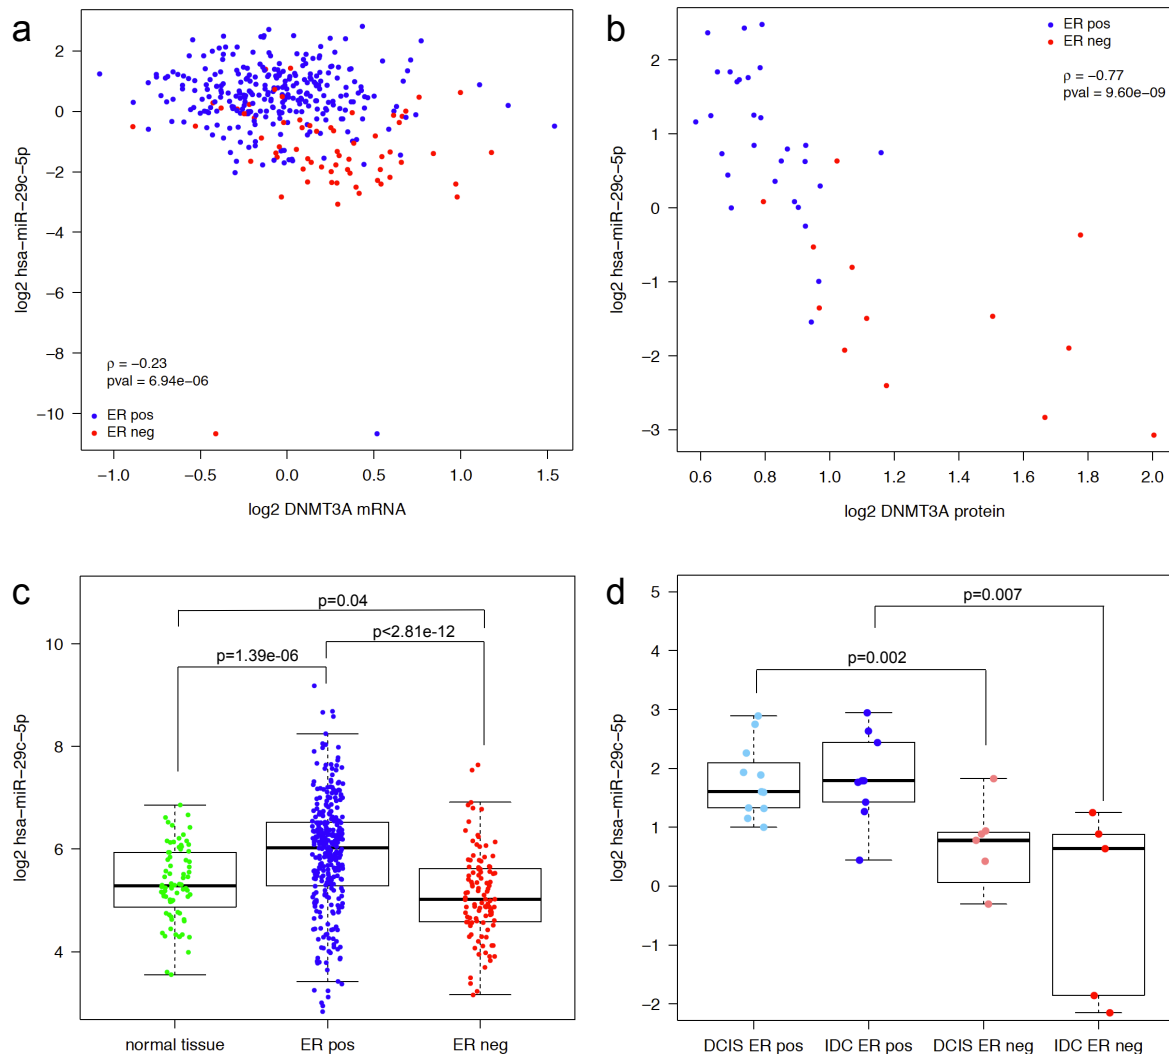 a
log2 hsa−miR−29c−5p
2
0
−2
−4
−6
−8
−10
ρ = −0.23
pval = 6.94e−06
ER pos
ER neg
−1.0
−0.5
0.0
0.5
1.0
1.5
log2 DNMT3A mRNA
b
log2 hsa−miR−29c−5p
2
1
0
−1
−2
−3
ER pos
ER neg
ρ = −0.77
pval = 9.60e−09
0.6
0.8
1.0
1.2
1.4
1.6
1.8
2.0
log2 DNMT3A protein
c
log2 hsa−miR−29c−5p
10
8
6
4
p=0.04
p<2.81e-12
p=1.39e-06
normal tissue
ER pos
ER neg
d
log2 hsa−miR−29c−5p
5
4
3
2
1
0
−1
−2
p=0.007
p=0.002
DCIS ER pos
IDC ER pos
DCIS ER neg
IDC ER neg